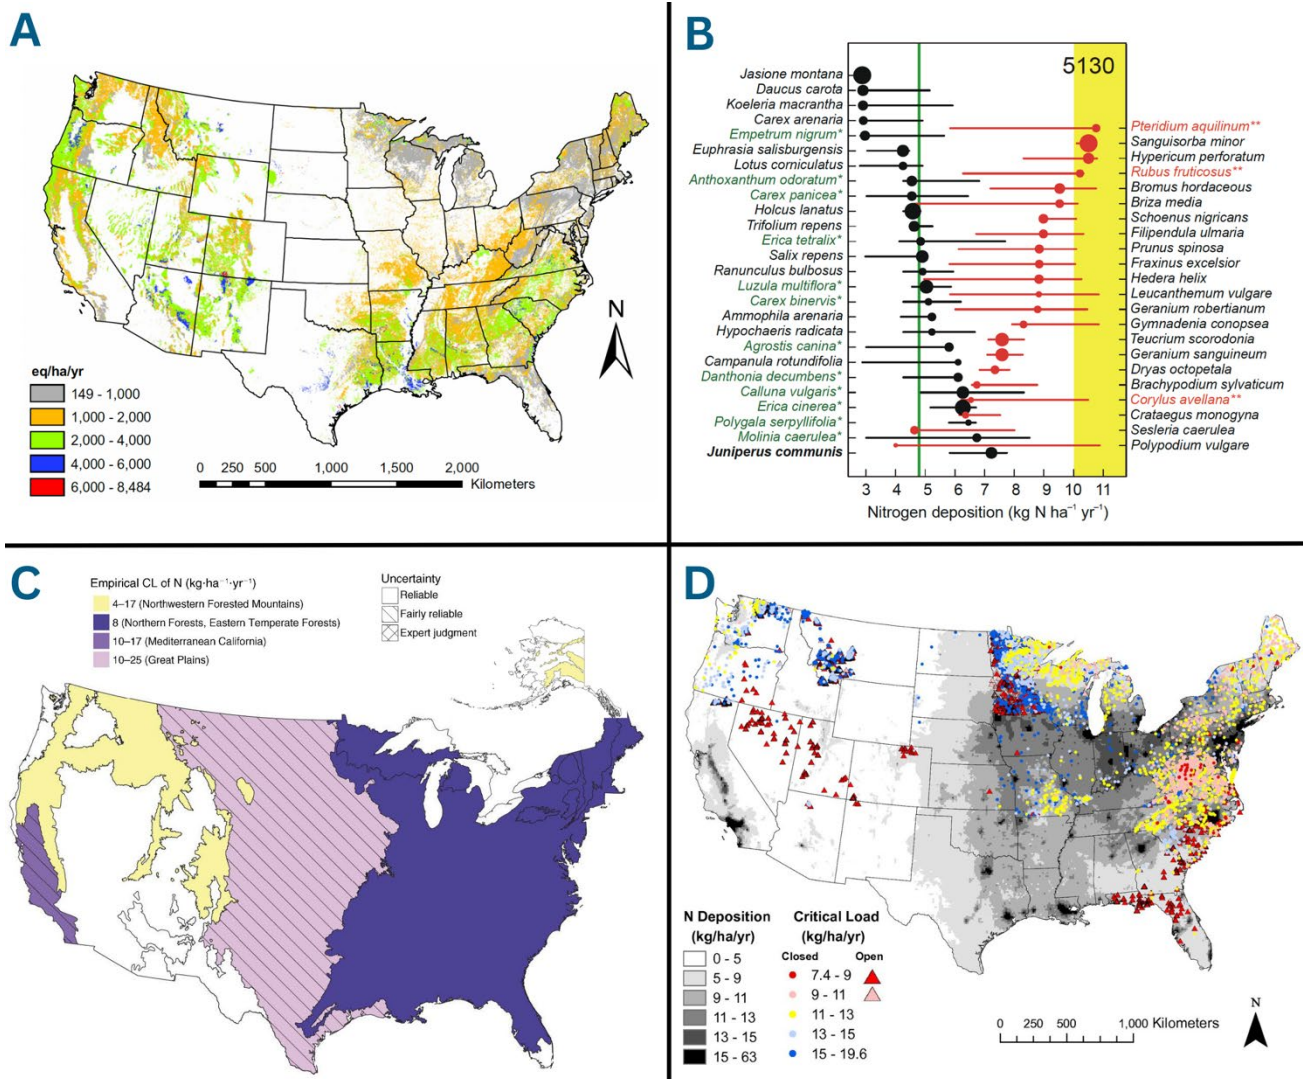 A
N
eq/ha/yr
149 - 1,000
1,000 - 2,000
2,000 - 4,000
4,000 - 6,000
6,000 - 8,484
0 250 500 1,000 1,500 2,000
Kilometers
B
5130
Jasione montana
Daucus carota
Koeleria macrantha
Carex arenaria
Empetrum nigrum*
Euphrasia salisburgensis
Lotus corniculatus
Anthoxanthum odoratum*
Carex panicea*
Holcus lanatus
Trifolium repens
Erica tetralix*
Salix repens
Ranunculus bulbosus
Luzula multiflora*
Carex binervis*
Ammophila arenaria
Hypochaeris radicata
Agrostis canina*
Campanula rotundifolia
Danthonia decumbens*
Calluna vulgaris*
Erica cinerea*
Polygala serpyllifolia*
Molinia caerulea*
Juniperus communis
Pteridium aquilinum**
Sanguisorba minor
Hypericum perforatum
Rubus fruticosus**
Bromus hordaceous
Briza media
Schoenus nigricans
Filipendula ulmaria
Prunus spinosa
Fraxinus excelsior
Hedera helix
Leucanthemum vulgare
Geranium robertianum
Gymnadenia conopsea
Teucrium scorodonia
Geranium sanguineum
Dryas octopetala
Brachypodium sylvaticum
Corylus avellana**
Crataegus monogyna
Sesleria caerulea
Polypodium vulgare
3 4 5 6 7 8 9 10 11
Nitrogen deposition (kg N ha⁻¹ yr⁻¹)
C
Empirical CL of N (kg·ha⁻¹·yr⁻¹)
4–17 (Northwestern Forested Mountains)
8 (Northern Forests, Eastern Temperate Forests)
10–17 (Mediterranean California)
10–25 (Great Plains)
Uncertainty
Reliable
Fairly reliable
Expert judgment
D
N Deposition
(kg/ha/yr)
0 - 5
5 - 9
9 - 11
11 - 13
13 - 15
15 - 63
Critical Load
(kg/ha/yr)
Closed Open
7.4 - 9
9 - 11
11 - 13
13 - 15
15 - 19.6
N
0 250 500 1,000 Kilometers